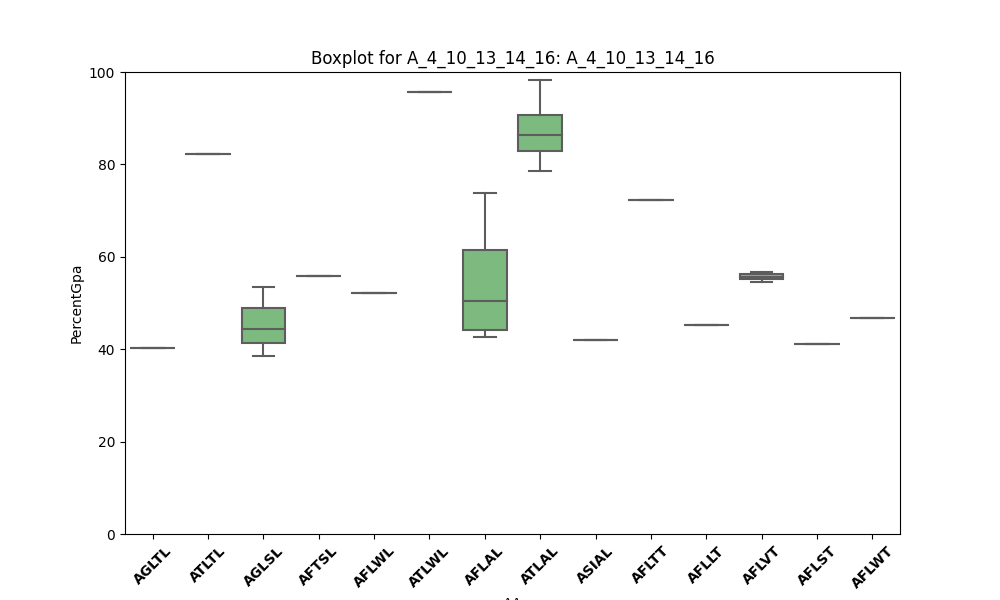 Boxplot for A_4_10_13_14_16: A_4_10_13_14_16
100
80
60
40
20
0
PercentGpa
AGLTL
ATLTL
AGLSL
AFTSL
AFLWL
ATLWL
AFLAL
ATLAL
ASIAL
AFLTT
AFLLT
AFLVT
AFLST
AFLWT